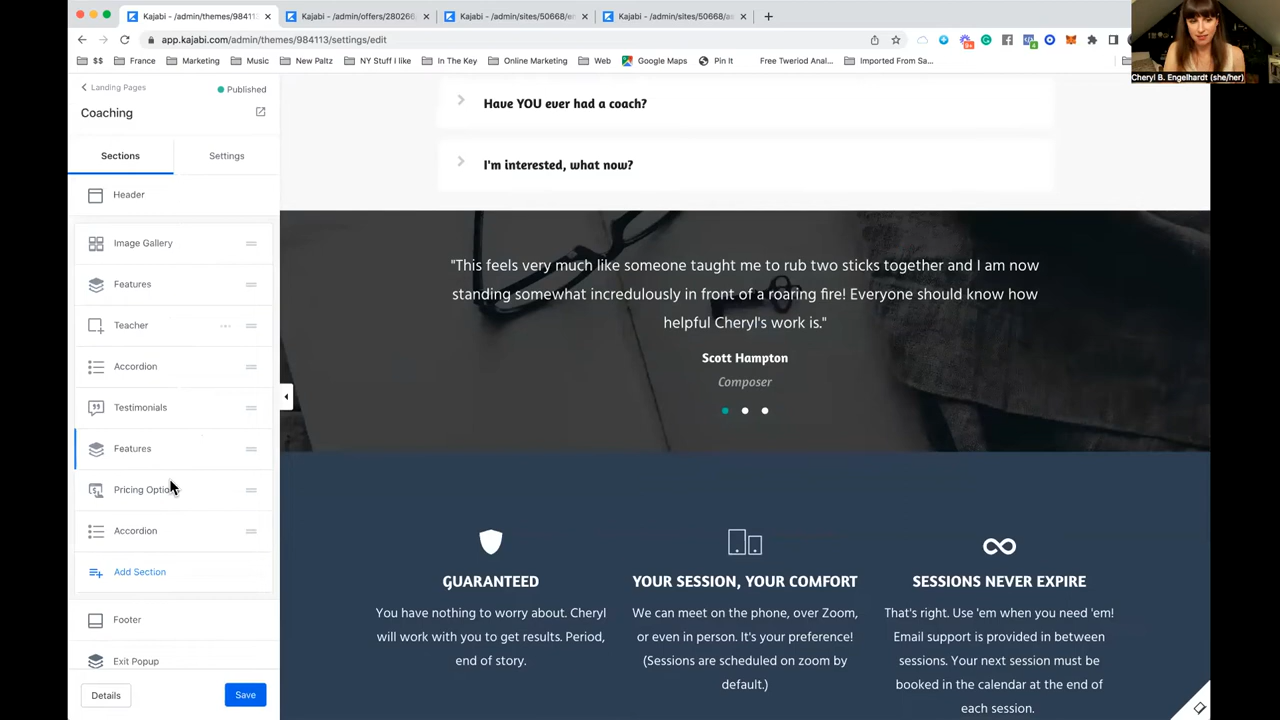 Kajabi - /admin/themes/98411
Kajabi - /admin/offers/280266
Kajabi - /admin/sites/50668/en
Kajabi - /admin/sites/50668/as
app.kajabi.com/admin/themes/984113/settings/edit
$$
France
Marketing
Music
New Paltz
NY Stuff I like
In The Key
Online Marketing
Web
Google Maps
Pin It
Free Tweriod Anal...
Imported From Sa...
Cheryl B. Engelhardt (she/her)
Landing Pages
Published
Coaching
Sections
Settings
Header
Image Gallery
Features
Teacher
Accordion
Testimonials
Features
Pricing Optio
Accordion
Add Section
Footer
Exit Popup
Details
Save
Have YOU ever had a coach?
I'm interested, what now?
"This feels very much like someone taught me to rub two sticks together and I am now
standing somewhat incredulously in front of a roaring fire! Everyone should know how
helpful Cheryl's work is."
Scott Hampton
Composer
GUARANTEED
You have nothing to worry about. Cheryl
will work with you to get results. Period,
end of story.
YOUR SESSION, YOUR COMFORT
We can meet on the phone, over Zoom,
or even in person. It's your preference!
(Sessions are scheduled on zoom by
default.)
SESSIONS NEVER EXPIRE
That's right. Use 'em when you need 'em!
Email support is provided in between
sessions. Your next session must be
booked in the calendar at the end of
each session.